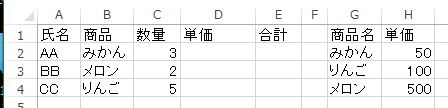 A B C D E F G H
1 氏名 商品 数量 単価 合計 商品名 単価
2 AA みかん 3 みかん 50
3 BB メロン 2 りんご 100
4 CC りんご 5 メロン 500